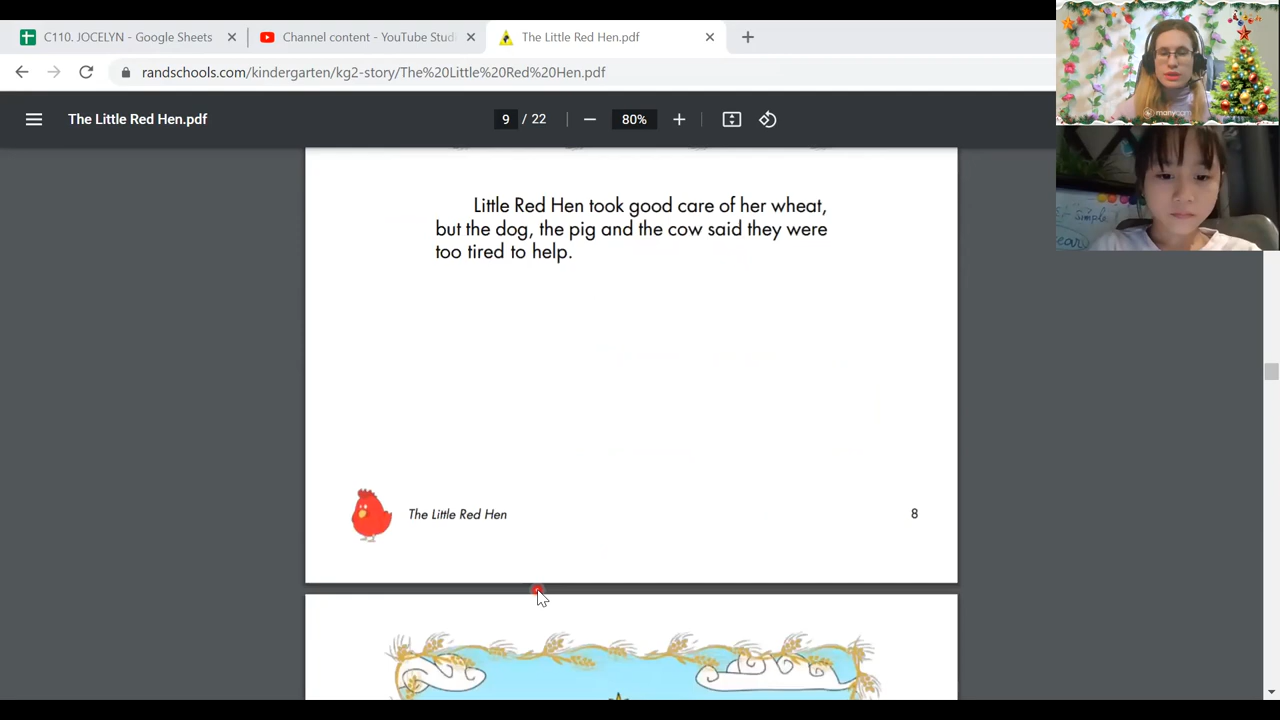 C110. JOCELYN - Google Sheets
Channel content - YouTube Studi
The Little Red Hen.pdf
randschools.com/kindergarten/kg2-story/The%20Little%20Red%20Hen.pdf
The Little Red Hen.pdf
9 / 22
80%
Little Red Hen took good care of her wheat,
but the dog, the pig and the cow said they were
too tired to help.
The Little Red Hen
8
manycam
simple